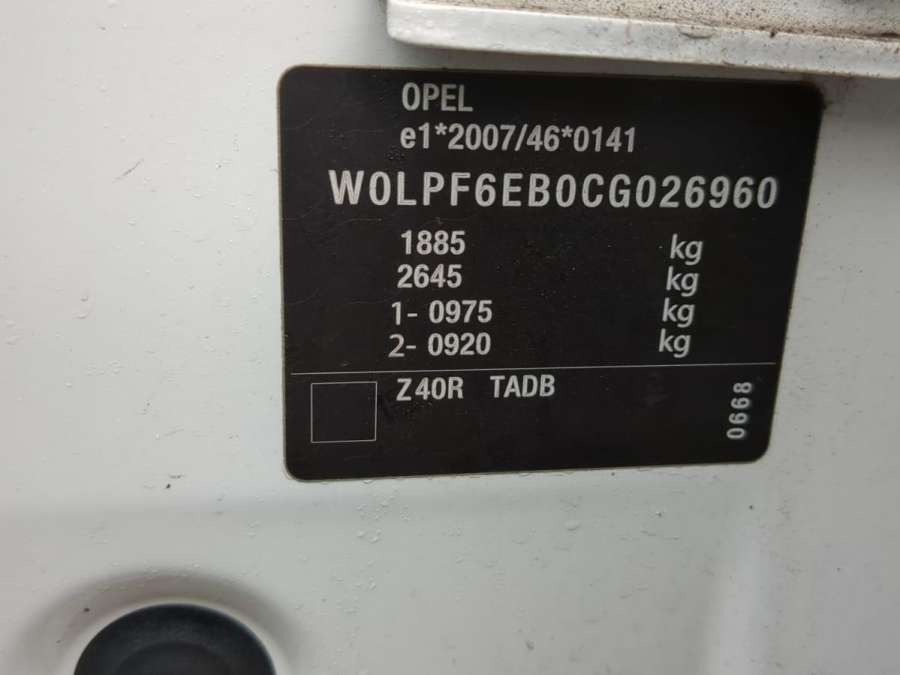 OPEL
e1*2007/46*0141
W0LPF6EB0CG026960
1885 kg
2645 kg
1- 0975 kg
2- 0920 kg
Z40R TADB
0668